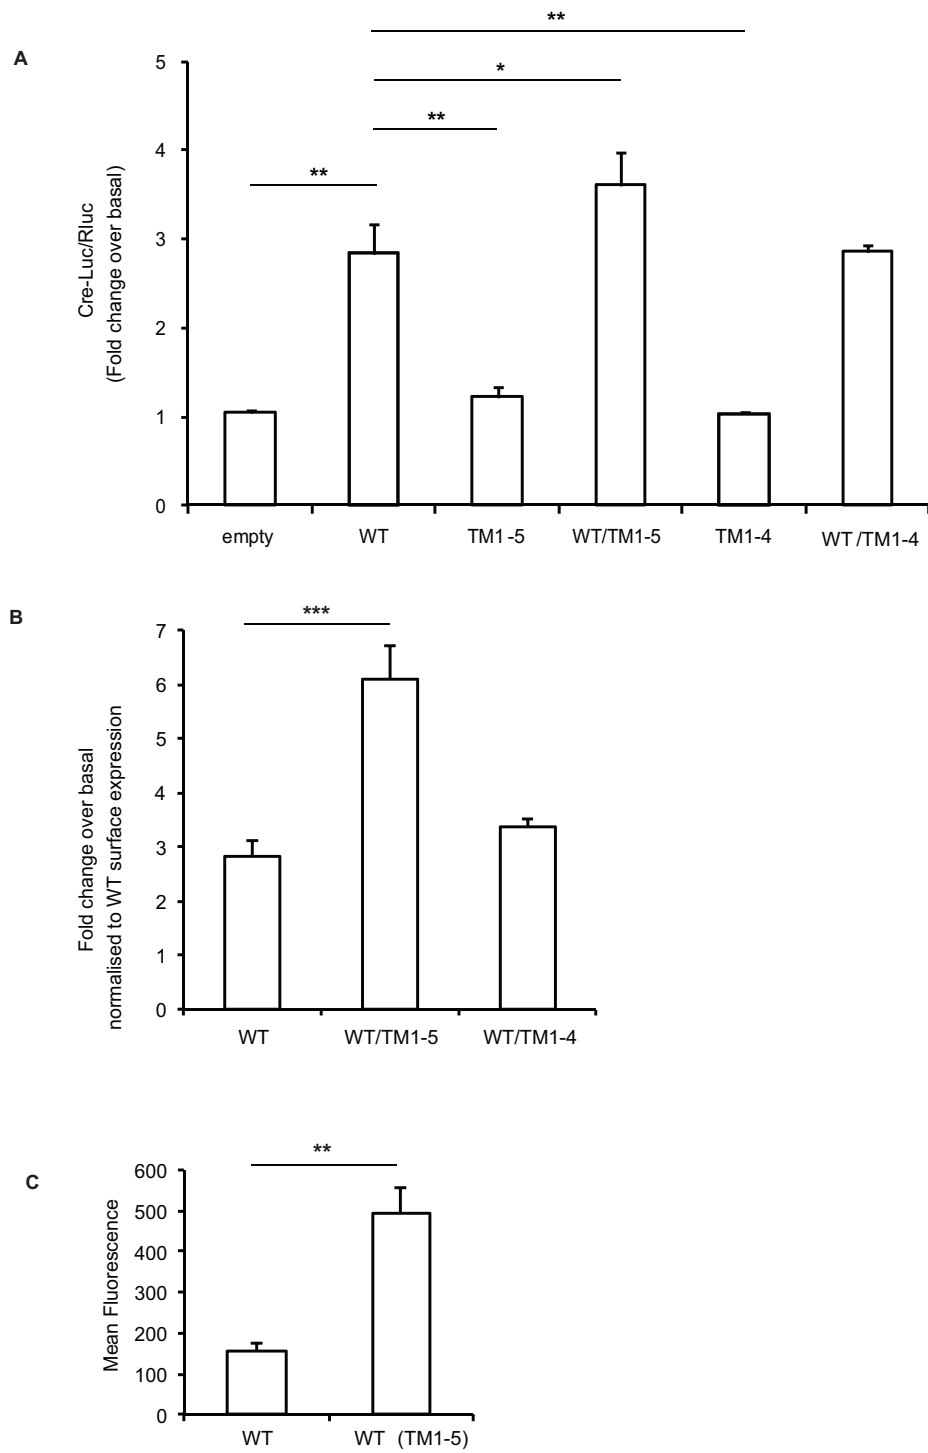 A
**
*
**
**
5
4
3
2
1
0
Cre-Luc/Rluc
(Fold change over basal)
empty WT TM1-5 WT/TM1-5 TM1-4 WT/TM1-4
B
***
7
6
5
4
3
2
1
0
Fold change over basal
normalised to WT surface expression
WT WT/TM1-5 WT/TM1-4
C
**
600
500
400
300
200
100
0
Mean Fluorescence
WT WT (TM1-5)